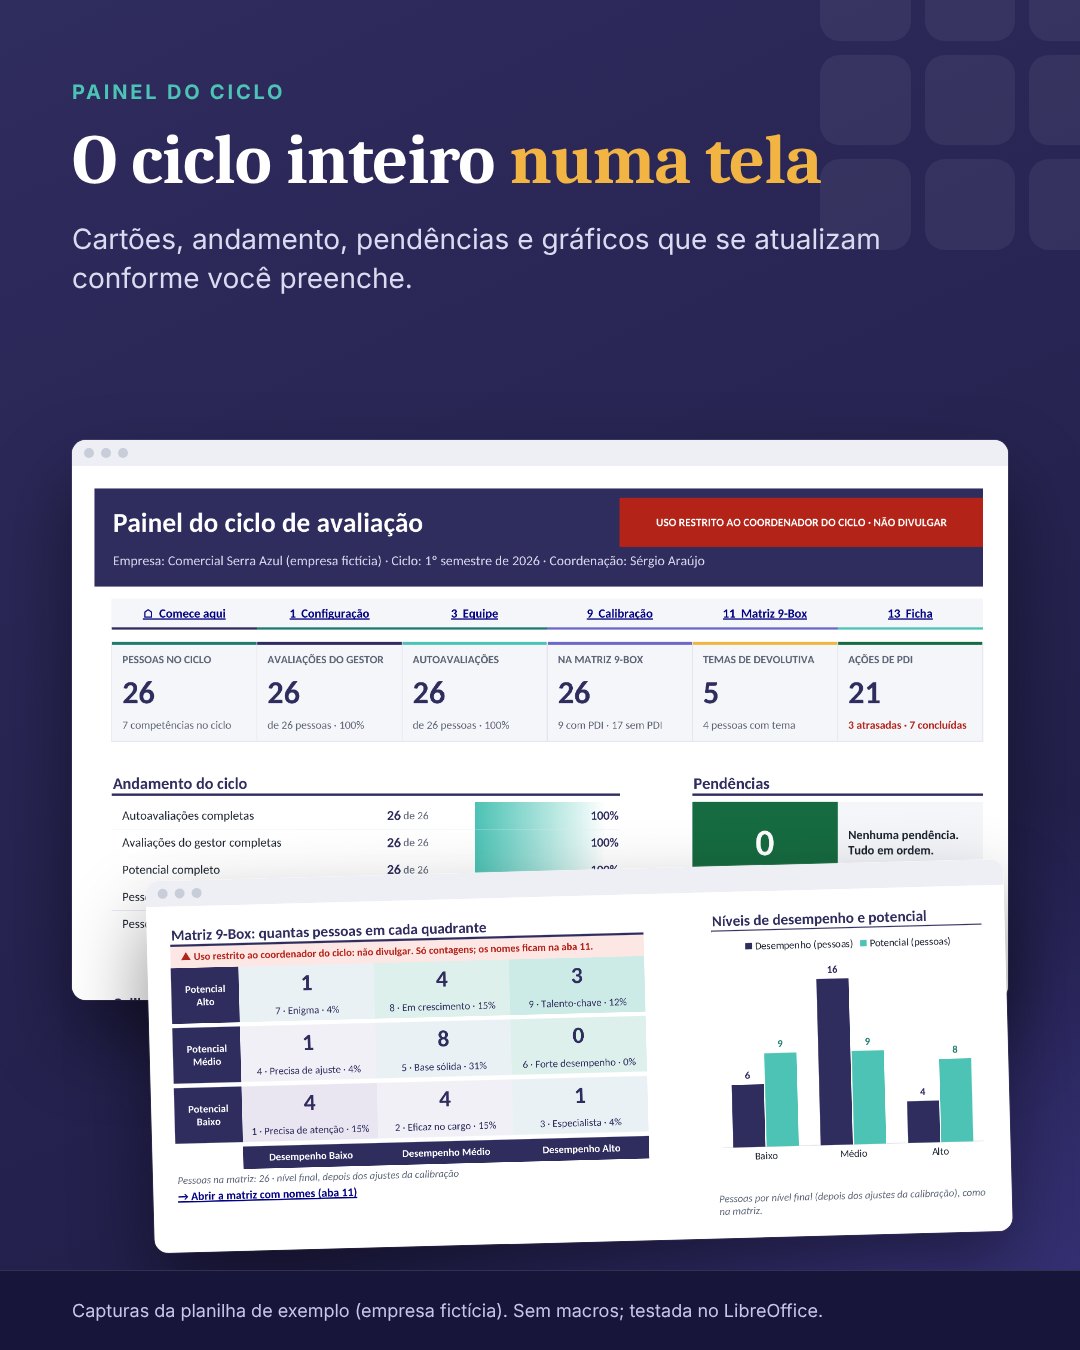 PAINEL DO CICLO
O ciclo inteiro numa tela
Cartões, andamento, pendências e gráficos que se atualizam
conforme você preenche.
Painel do ciclo de avaliação
USO RESTRITO AO COORDENADOR DO CICLO · NÃO DIVULGAR
Empresa: Comercial Serra Azul (empresa fictícia) · Ciclo: 1º semestre de 2026 · Coordenação: Sérgio Araújo
Comece aqui
1 Configuração
3 Equipe
9 Calibração
11 Matriz 9-Box
13 Ficha
PESSOAS NO CICLO
26
7 competências no ciclo
AVALIAÇÕES DO GESTOR
26
de 26 pessoas · 100%
AUTOAVALIAÇÕES
26
de 26 pessoas · 100%
NA MATRIZ 9-BOX
26
9 com PDI · 17 sem PDI
TEMAS DE DEVOLUTIVA
5
4 pessoas com tema
AÇÕES DE PDI
21
3 atrasadas · 7 concluídas
Andamento do ciclo
Autoavaliações completas 26 de 26 100%
Avaliações do gestor completas 26 de 26 100%
Potencial completo 26 de 26 100%
Pendências
0
Nenhuma pendência.
Tudo em ordem.
Matriz 9-Box: quantas pessoas em cada quadrante
▲ Uso restrito ao coordenador do ciclo: não divulgar. Só contagens; os nomes ficam na aba 11.
Potencial
Alto
1
7 · Enigma · 4%
4
8 · Em crescimento · 15%
3
9 · Talento-chave · 12%
Potencial
Médio
1
4 · Precisa de ajuste · 4%
8
5 · Base sólida · 31%
0
6 · Forte desempenho · 0%
Potencial
Baixo
4
1 · Precisa de atenção · 15%
4
2 · Eficaz no cargo · 15%
1
3 · Especialista · 4%
Desempenho Baixo
Desempenho Médio
Desempenho Alto
Pessoas na matriz: 26 · nível final, depois dos ajustes da calibração
→ Abrir a matriz com nomes (aba 11)
Níveis de desempenho e potencial
Desempenho (pessoas) Potencial (pessoas)
6
9
16
9
4
8
Baixo
Médio
Alto
Pessoas por nível final (depois dos ajustes da calibração), como
na matriz.
Capturas da planilha de exemplo (empresa fictícia). Sem macros; testada no LibreOffice.